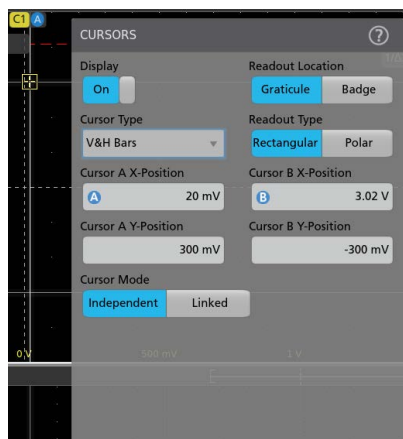 C1 A
CURSORS ?
Display Readout Location
On Graticule Badge
Cursor Type Readout Type
V&H Bars Rectangular Polar
Cursor A X-Position Cursor B X-Position
A 20 mV B 3.02 V
Cursor A Y-Position Cursor B Y-Position
300 mV -300 mV
Cursor Mode
Independent Linked
0 V 500 mV 1 V